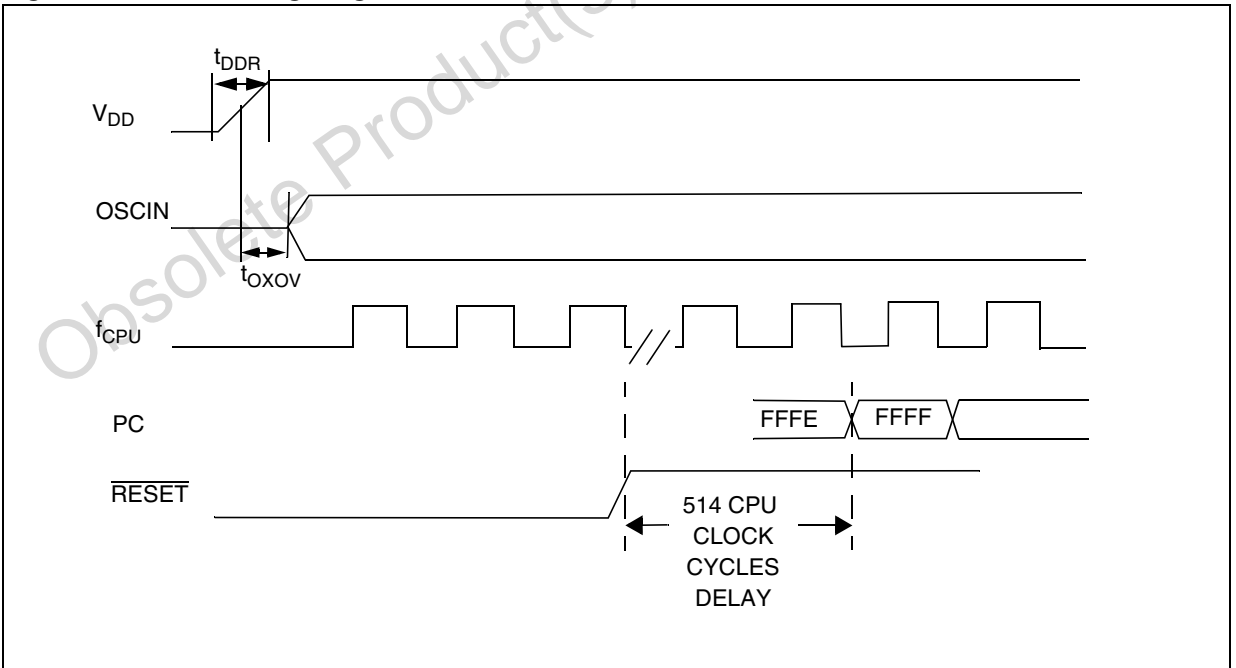 Obsolete Product(s)
tDDR
VDD
OSCIN
tOXOV
fCPU
PC
FFFE
FFFF
RESET
514 CPU
CLOCK
CYCLES
DELAY